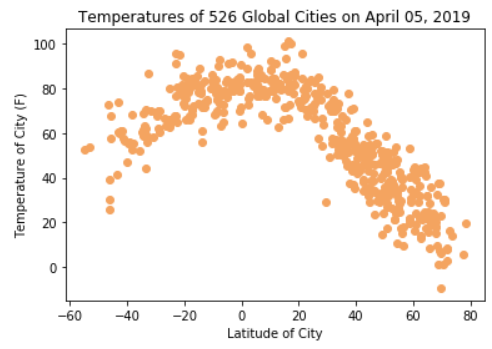 Temperatures of 526 Global Cities on April 05, 2019
100
80
60
40
20
0
Temperature of City (F)
−60 −40 −20 0 20 40 60 80
Latitude of City